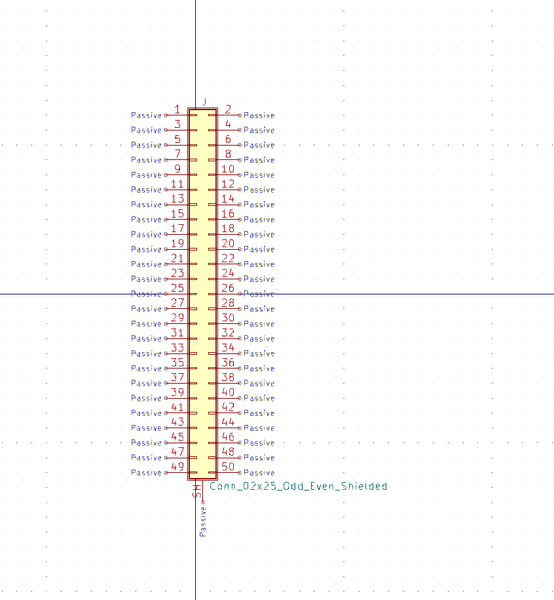 J
Passive 1 2 Passive
Passive 3 4 Passive
Passive 5 6 Passive
Passive 7 8 Passive
Passive 9 10 Passive
Passive 11 12 Passive
Passive 13 14 Passive
Passive 15 16 Passive
Passive 17 18 Passive
Passive 19 20 Passive
Passive 21 22 Passive
Passive 23 24 Passive
Passive 25 26 Passive
Passive 27 28 Passive
Passive 29 30 Passive
Passive 31 32 Passive
Passive 33 34 Passive
Passive 35 36 Passive
Passive 37 38 Passive
Passive 39 40 Passive
Passive 41 42 Passive
Passive 43 44 Passive
Passive 45 46 Passive
Passive 47 48 Passive
Passive 49 50 Passive
Conn_02x25_Odd_Even_Shielded
SH
Passive